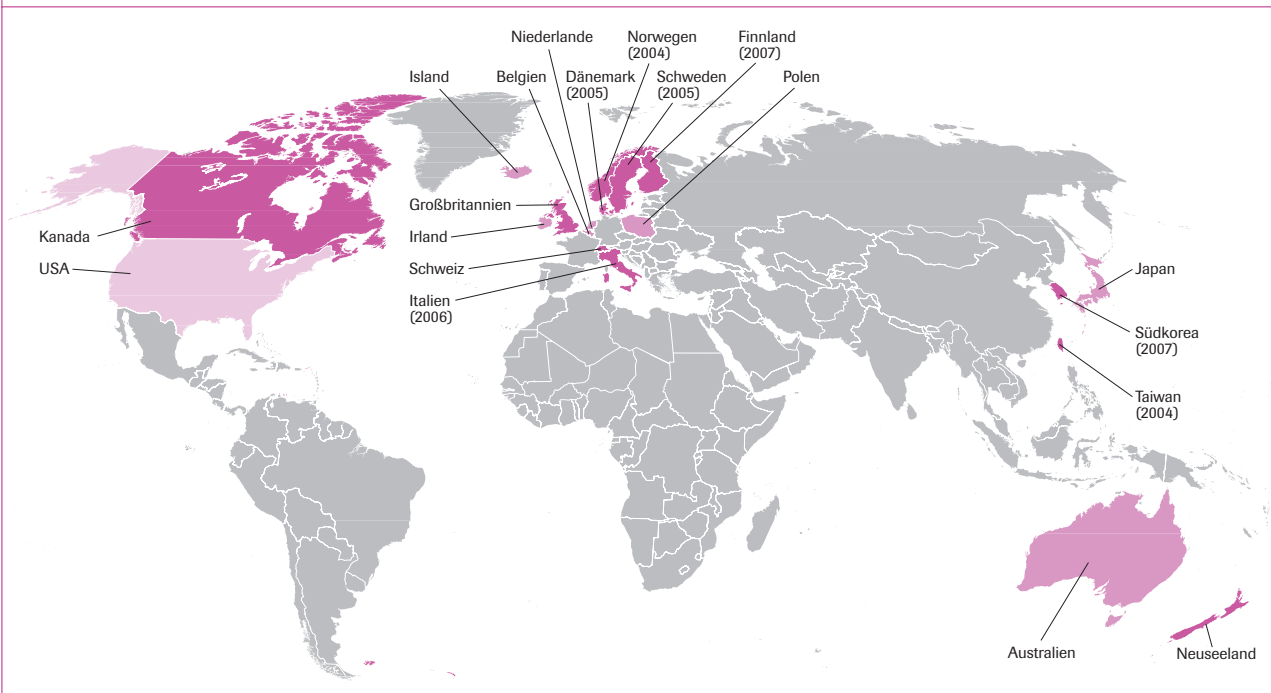 Niederlande
Norwegen
(2004)
Finnland
(2007)
Island
Belgien
Dänemark
(2005)
Schweden
(2005)
Polen
Großbritannien
Irland
Kanada
USA
Schweiz
Italien
(2006)
Japan
Südkorea
(2007)
Taiwan
(2004)
Australien
Neuseeland